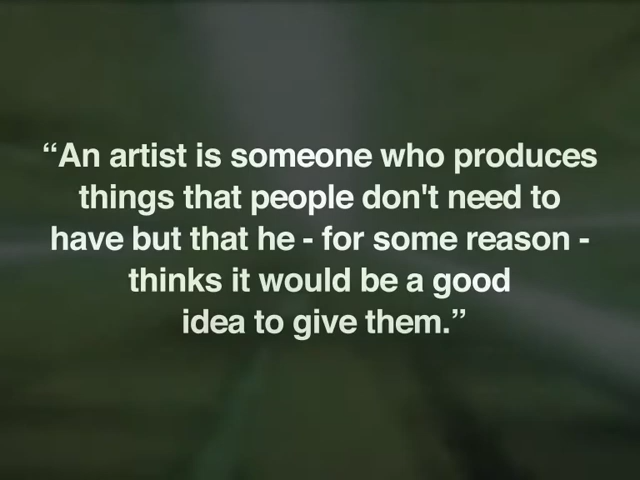 “An artist is someone who produces
things that people don't need to
have but that he - for some reason -
thinks it would be a good
idea to give them.”